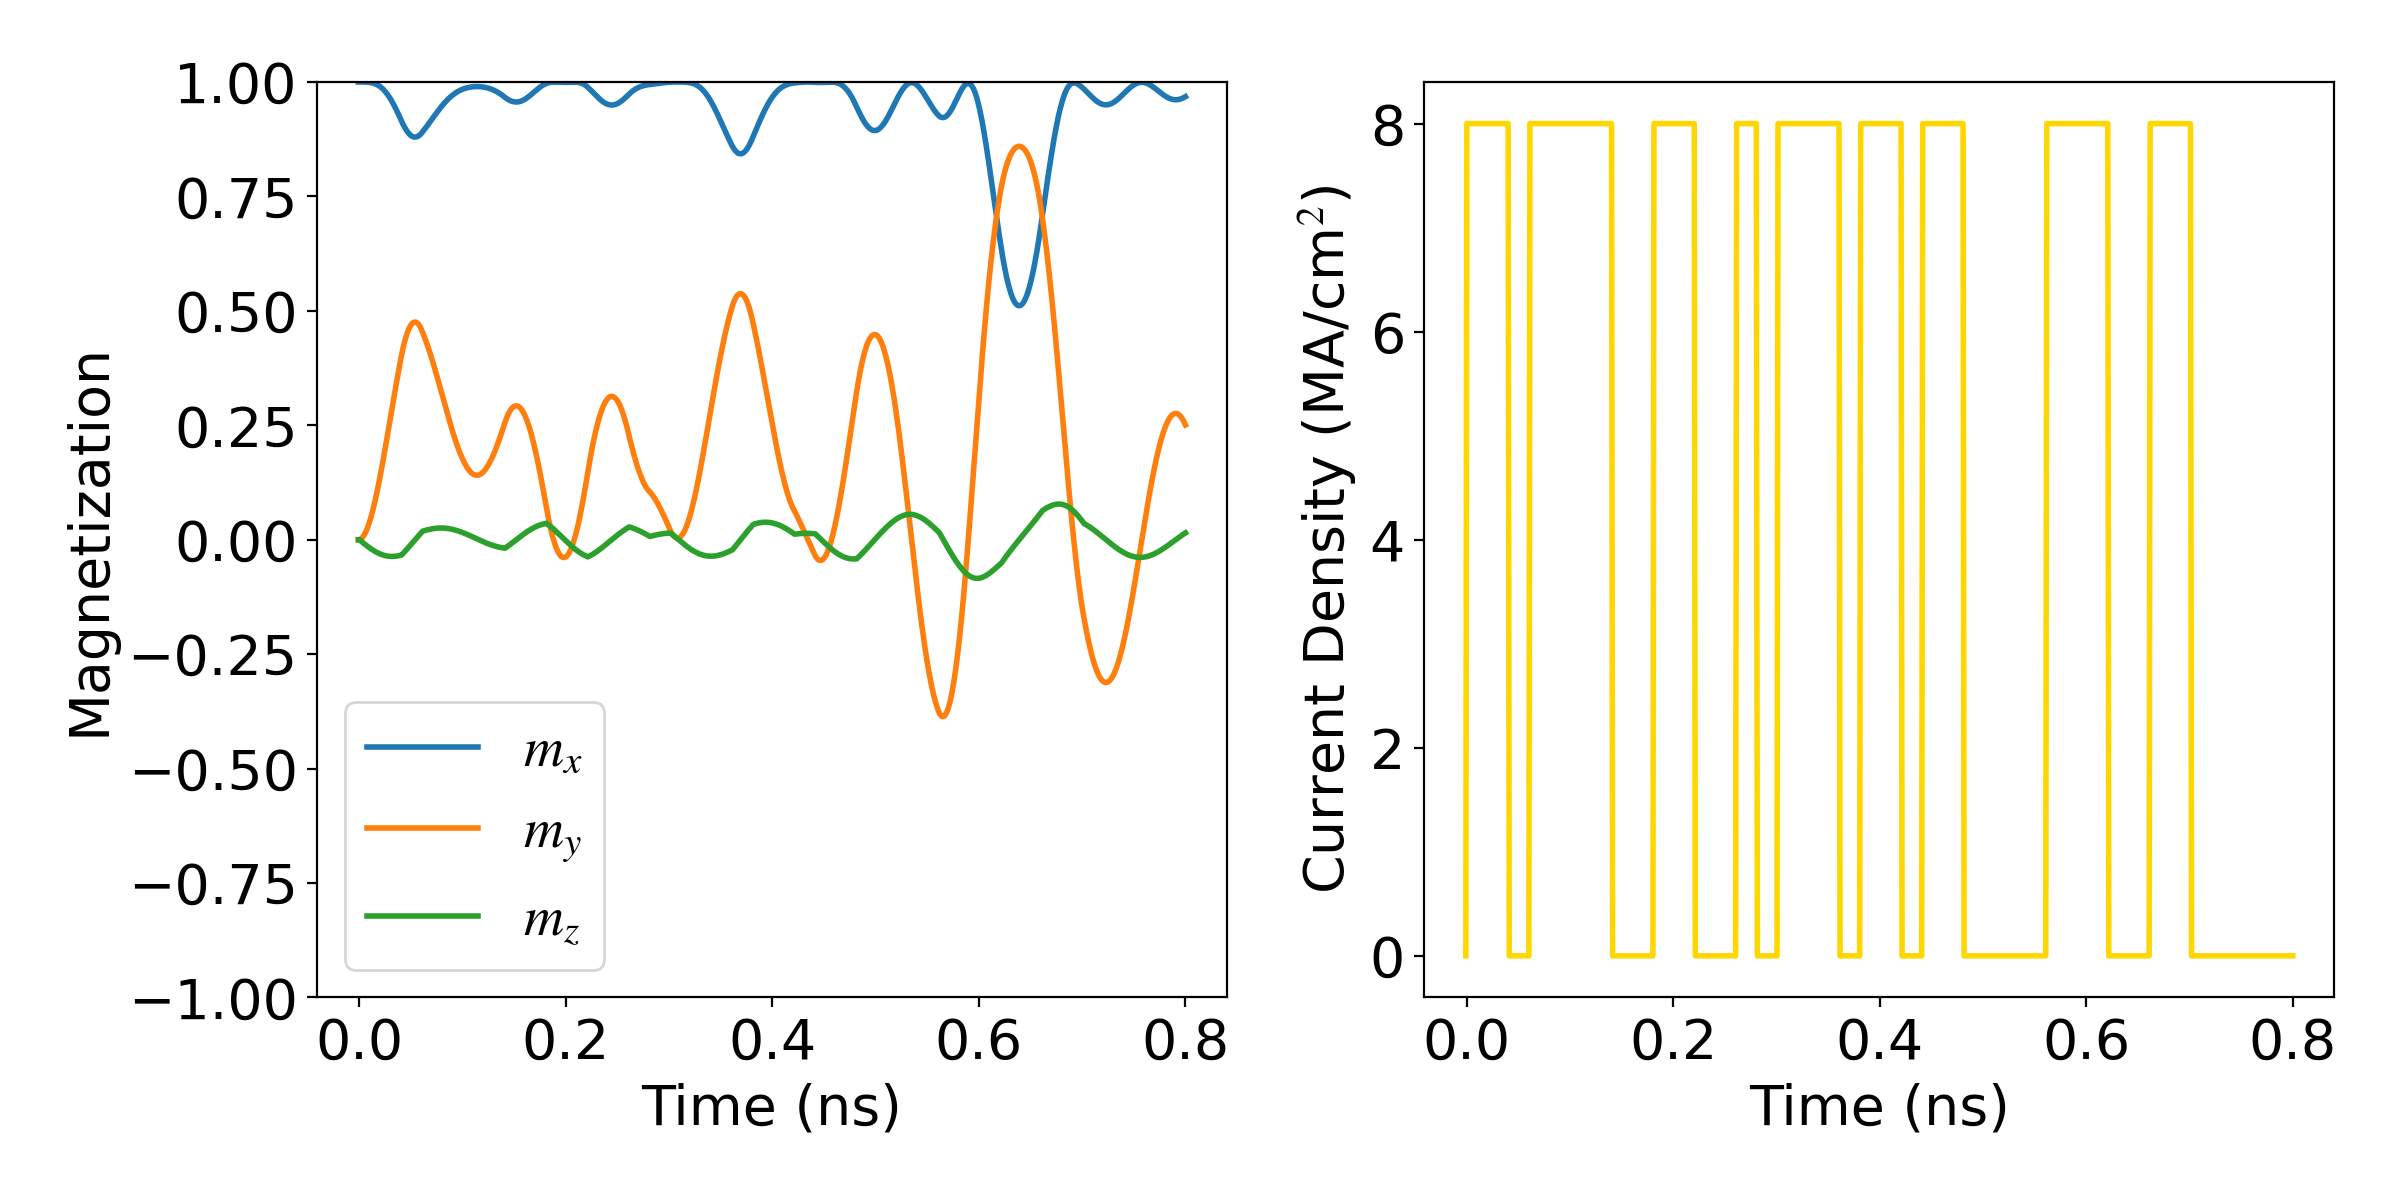 1.00
0.75
0.50
0.25
0.00
−0.25
−0.50
−0.75
−1.00
Magnetization
m_x
m_y
m_z
0.0 0.2 0.4 0.6 0.8
Time (ns)
8
6
4
2
0
Current Density (MA/cm²)
0.0 0.2 0.4 0.6 0.8
Time (ns)